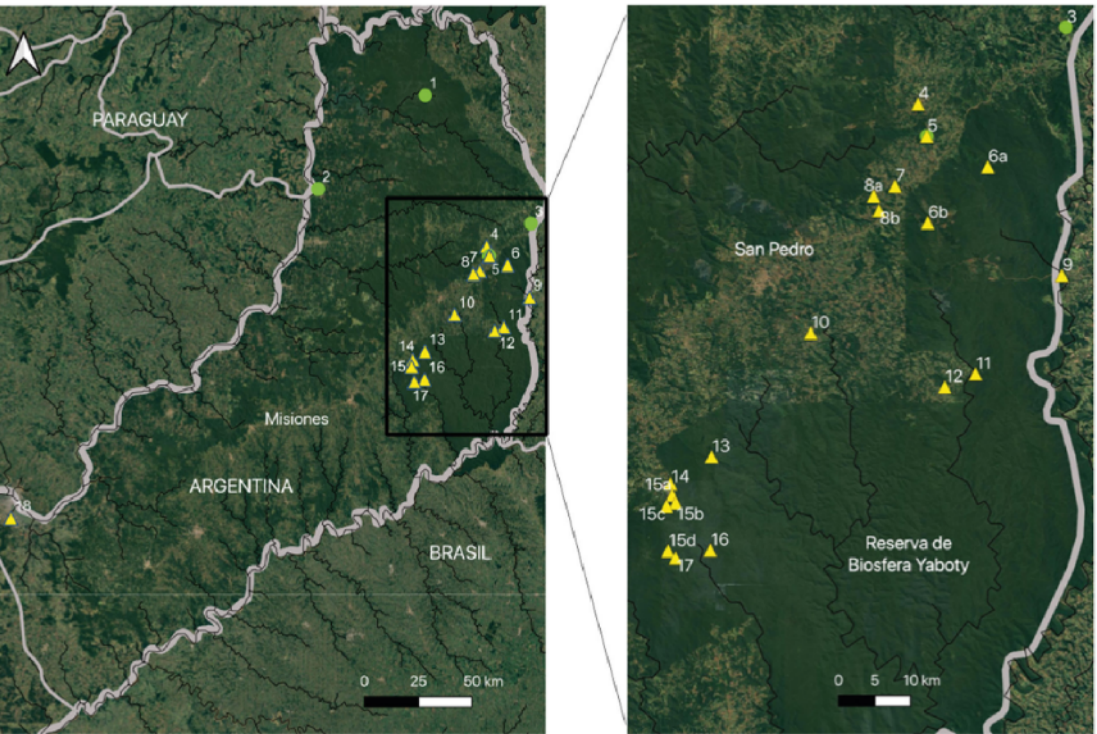 1
PARAGUAY
2
3
4
7
6
8
5
9
10
11
12
14
13
15
16
17
Misiones
ARGENTINA
18
BRASIL
0 25 50 km
3
4
5
6a
7
8a
8b
6b
San Pedro
9
10
11
12
13
14
15a
15c
15b
15d
16
17
Reserva de
Biosfera Yaboty
0 5 10 km